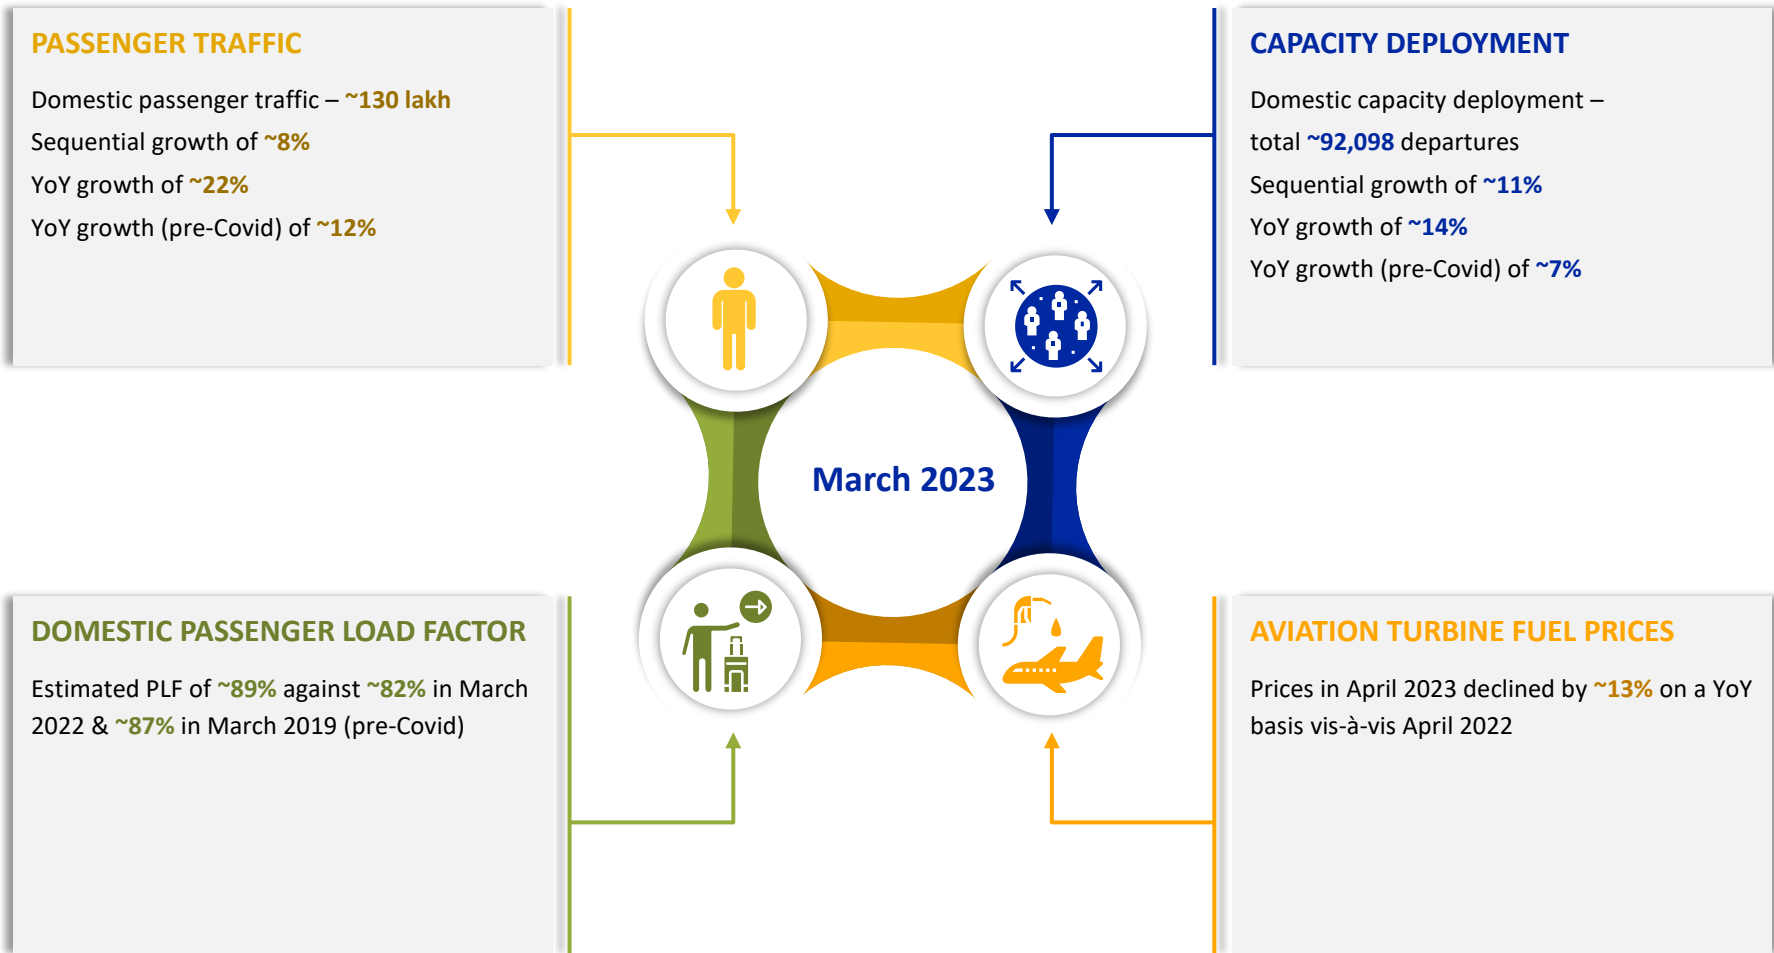 PASSENGER TRAFFIC
Domestic passenger traffic – ~130 lakh
Sequential growth of ~8%
YoY growth of ~22%
YoY growth (pre-Covid) of ~12%
CAPACITY DEPLOYMENT
Domestic capacity deployment –
total ~92,098 departures
Sequential growth of ~11%
YoY growth of ~14%
YoY growth (pre-Covid) of ~7%
March 2023
DOMESTIC PASSENGER LOAD FACTOR
Estimated PLF of ~89% against ~82% in March
2022 & ~87% in March 2019 (pre-Covid)
AVIATION TURBINE FUEL PRICES
Prices in April 2023 declined by ~13% on a YoY
basis vis-à-vis April 2022